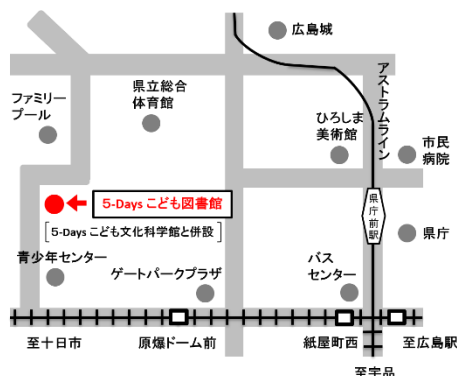 広島城
アストラムライン
県立総合
体育館
ファミリー
プール
ひろしま
美術館
市民
病院
5-Days こども図書館
5-Days こども文化科学館と併設
県庁前駅
県庁
青少年センター
ゲートパークプラザ
バス
センター
至十日市
原爆ドーム前
紙屋町西
至広島駅
至宇品